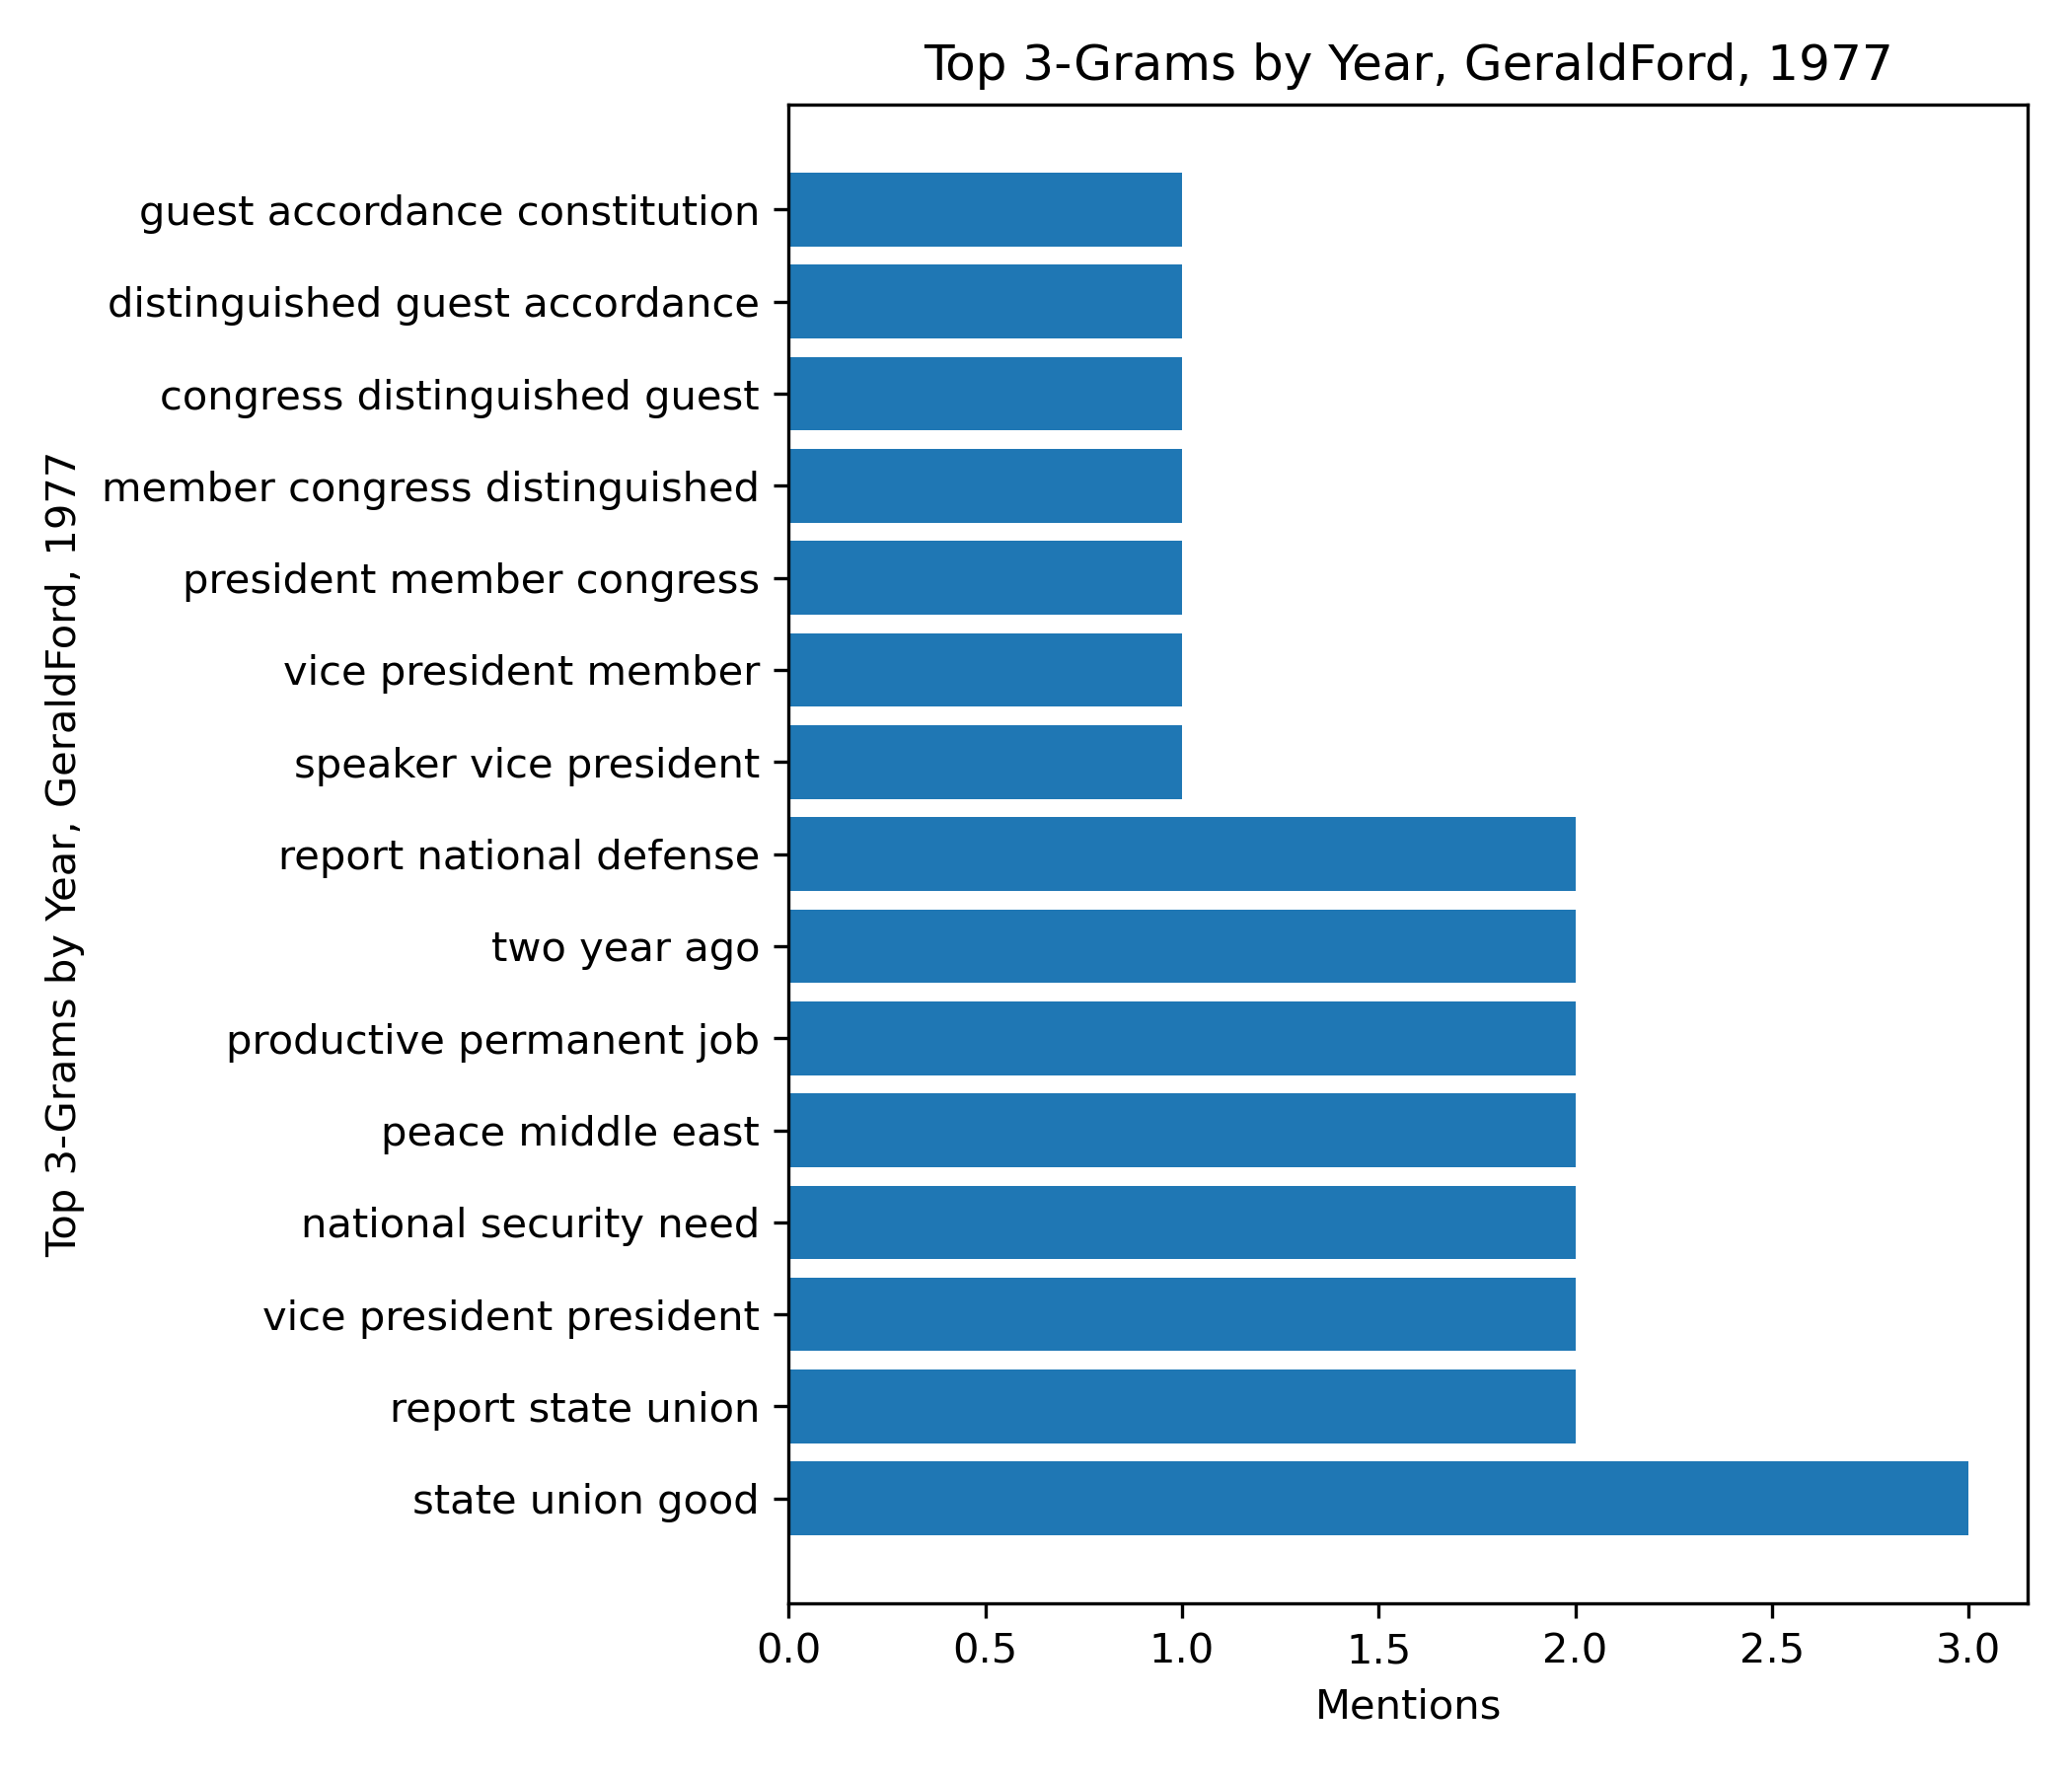 Top 3-Grams by Year, GeraldFord, 1977
Top 3-Grams by Year, GeraldFord, 1977
guest accordance constitution
distinguished guest accordance
congress distinguished guest
member congress distinguished
president member congress
vice president member
speaker vice president
report national defense
two year ago
productive permanent job
peace middle east
national security need
vice president president
report state union
state union good
0.0 0.5 1.0 1.5 2.0 2.5 3.0
Mentions